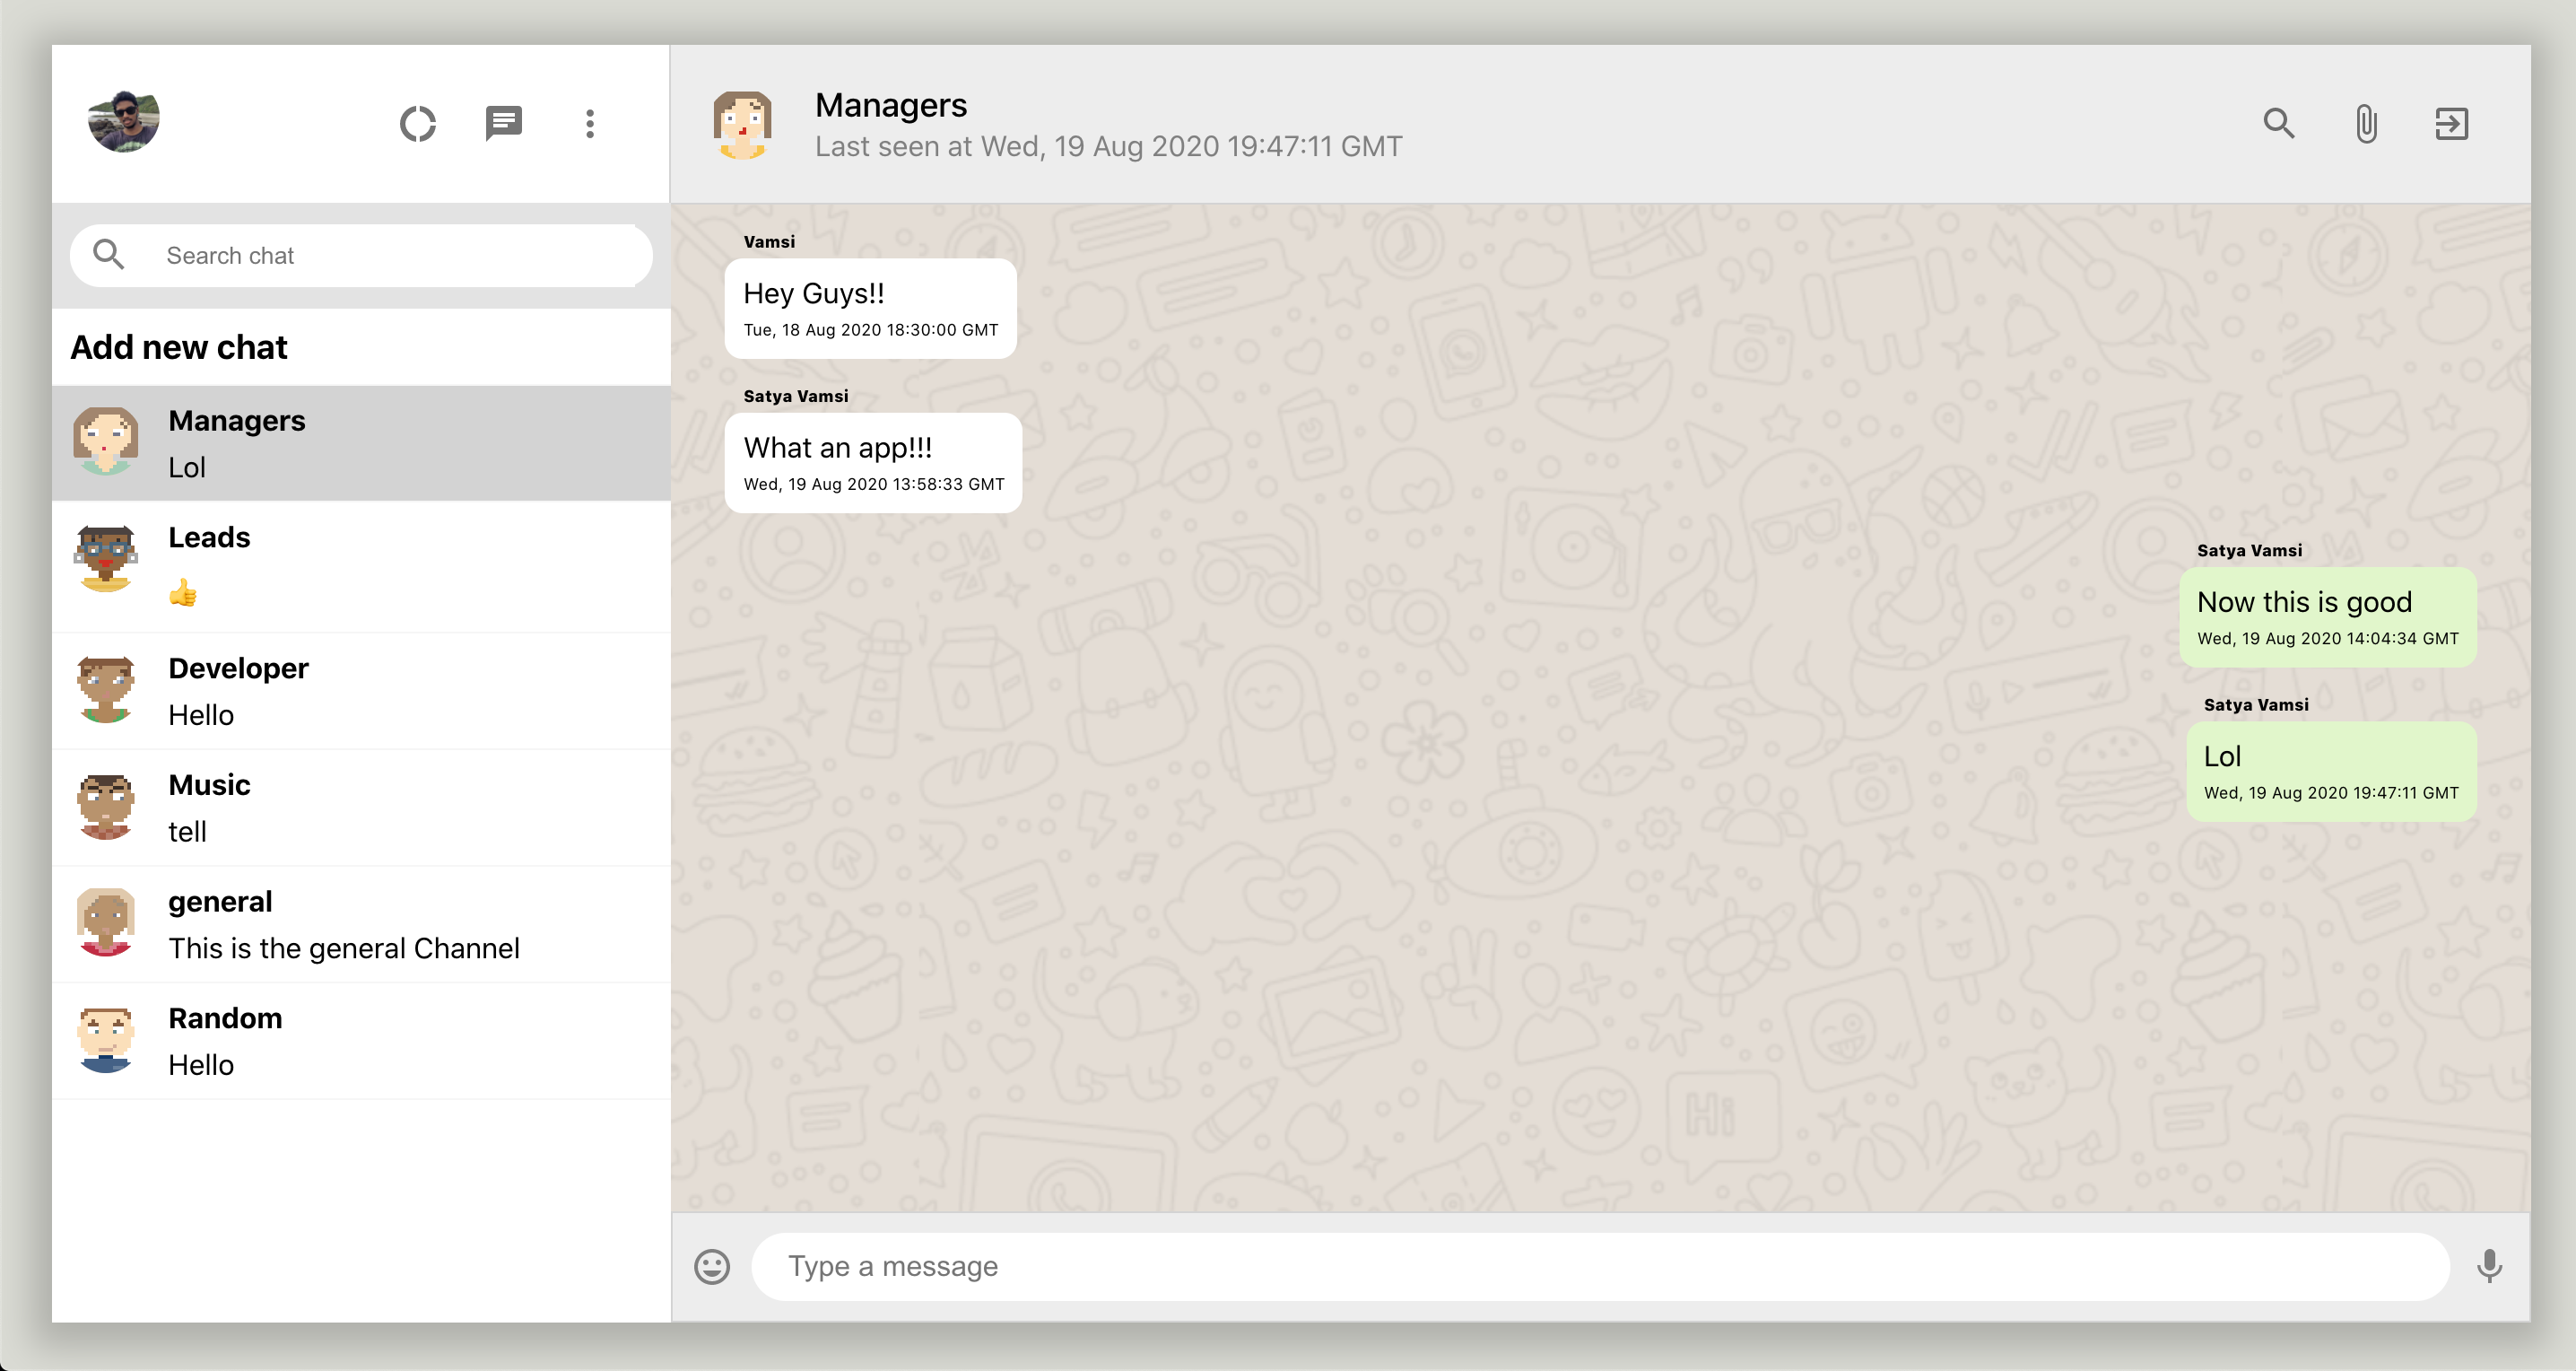 Search chat
Add new chat
Managers
Lol
Leads
👍
Developer
Hello
Music
tell
general
This is the general Channel
Random
Hello
Managers
Last seen at Wed, 19 Aug 2020 19:47:11 GMT
Vamsi
Hey Guys!!
Tue, 18 Aug 2020 18:30:00 GMT
Satya Vamsi
What an app!!!
Wed, 19 Aug 2020 13:58:33 GMT
Satya Vamsi
Now this is good
Wed, 19 Aug 2020 14:04:34 GMT
Satya Vamsi
Lol
Wed, 19 Aug 2020 19:47:11 GMT
Hi
Type a message